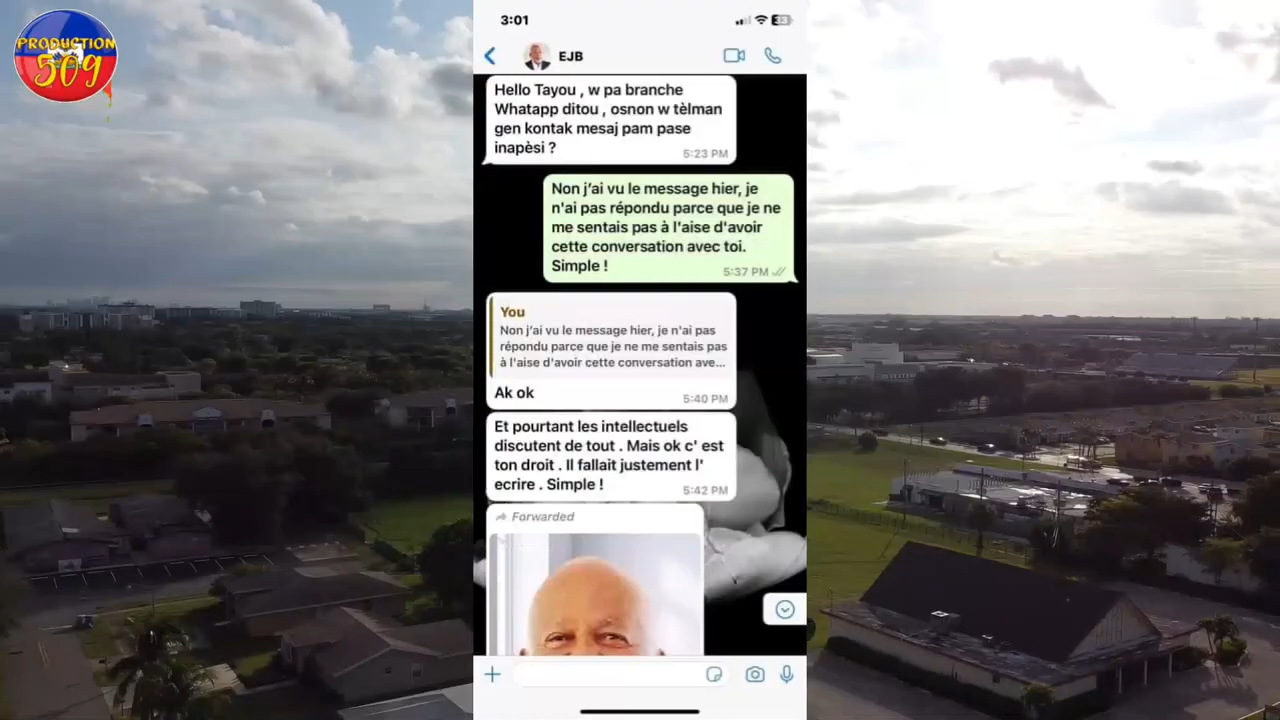 PRODUCTION
509
3:01
33
EJB
Hello Tayou , w pa branche
Whatapp ditou , osnon w tèlman
gen kontak mesaj pam pase
inapèsi ?
5:23 PM
Non j'ai vu le message hier, je
n'ai pas répondu parce que je ne
me sentais pas à l'aise d'avoir
cette conversation avec toi.
Simple !
5:37 PM
You
Non j'ai vu le message hier, je n'ai pas
répondu parce que je ne me sentais pas
à l'aise d'avoir cette conversation ave...
Ak ok
5:40 PM
Et pourtant les intellectuels
discutent de tout . Mais ok c' est
ton droit . Il fallait justement l'
ecrire . Simple !
5:42 PM
Forwarded